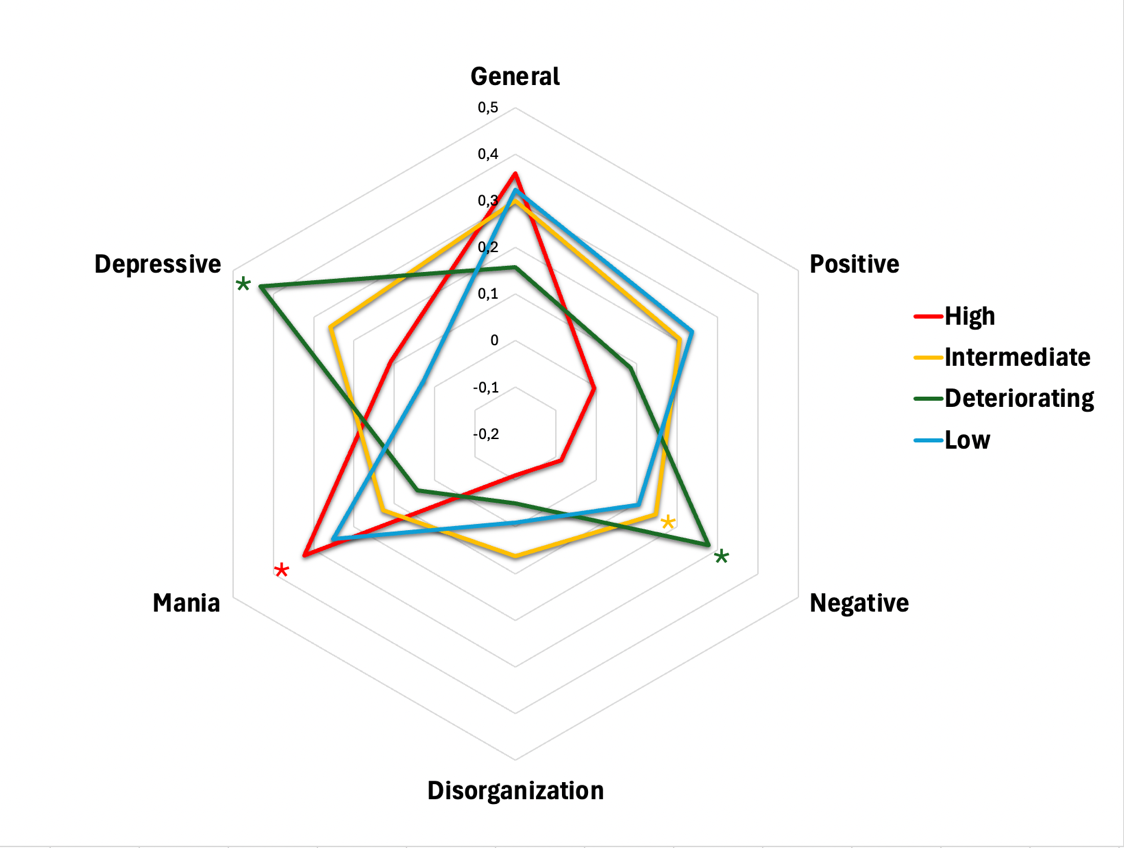 General
0,5
0,4
0,3
0,2
0,1
0
-0,1
-0,2
Depressive
Positive
*
High
Intermediate
Deteriorating
Low
*
*
*
Mania
Negative
Disorganization